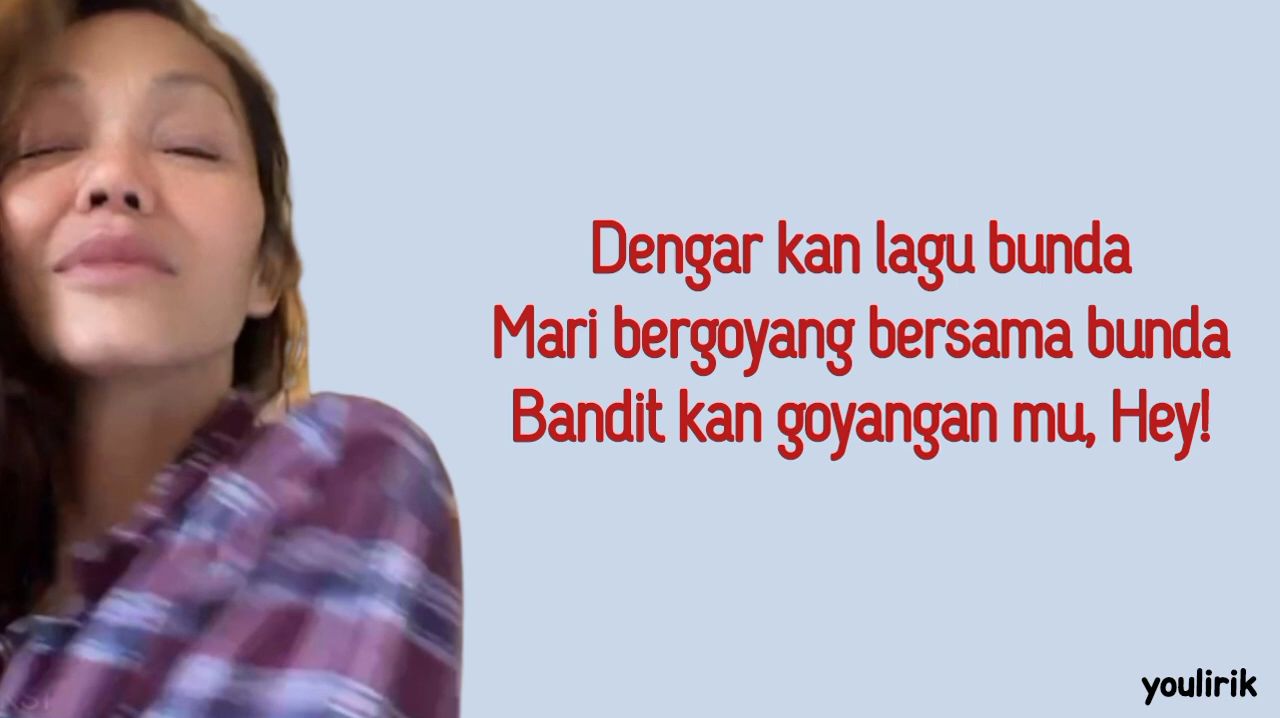 Dengar kan lagu bunda
Mari bergoyang bersama bunda
Bandit kan goyangan mu, Hey!
youlirik